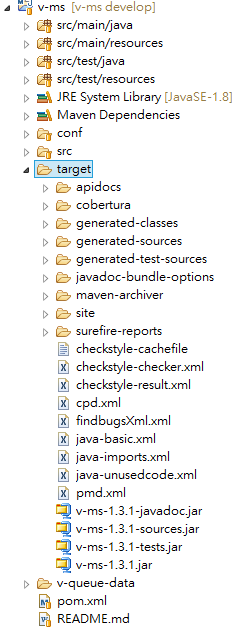 v-ms [v-ms develop]
src/main/java
src/main/resources
src/test/java
src/test/resources
JRE System Library [JavaSE-1.8]
Maven Dependencies
conf
src
target
apidocs
cobertura
generated-classes
generated-sources
generated-test-sources
javadoc-bundle-options
maven-archiver
site
surefire-reports
checkstyle-cachefile
checkstyle-checker.xml
checkstyle-result.xml
cpd.xml
findbugsXml.xml
java-basic.xml
java-imports.xml
java-unusedcode.xml
pmd.xml
v-ms-1.3.1-javadoc.jar
v-ms-1.3.1-sources.jar
v-ms-1.3.1-tests.jar
v-ms-1.3.1.jar
v-queue-data
pom.xml
README.md